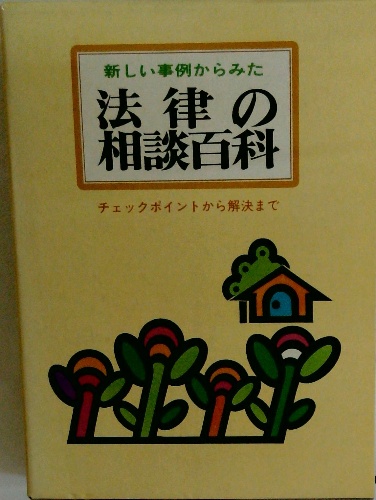 新しい事例からみた
法律の
相談百科
チェックポイントから解決まで